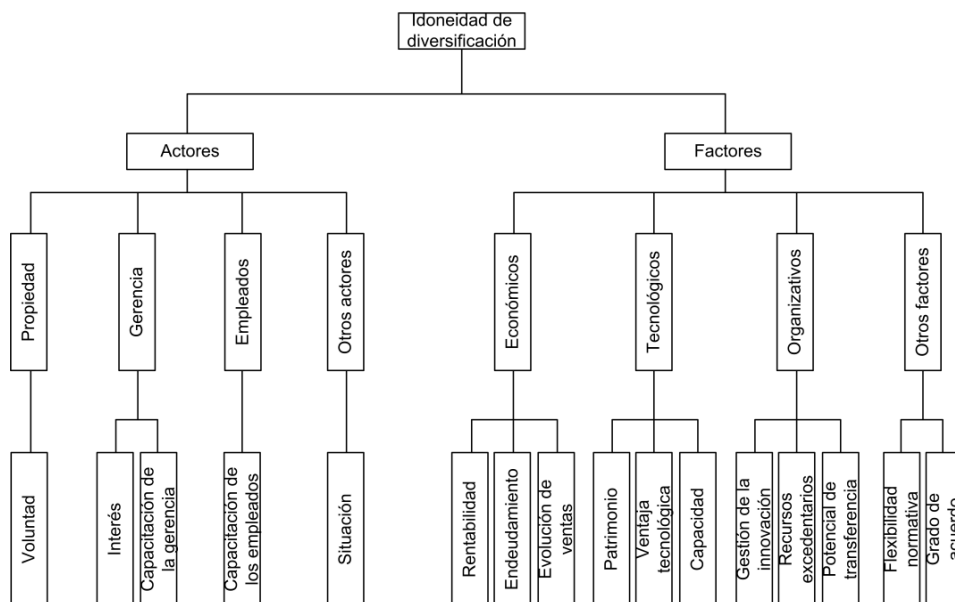 Idoneidad de
diversificación
Actores
Factores
Propiedad
Gerencia
Empleados
Otros actores
Económicos
Tecnológicos
Organizativos
Otros factores
Voluntad
Interés
Capacitación de
la gerencia
Capacitación de
los empleados
Situación
Rentabilidad
Endeudamiento
Evolución de
ventas
Patrimonio
Ventaja
tecnológica
Capacidad
Gestión de la
innovación
Recursos
excedentarios
Potencial de
transferencia
Flexibilidad
normativa
Grado de
acuerdo